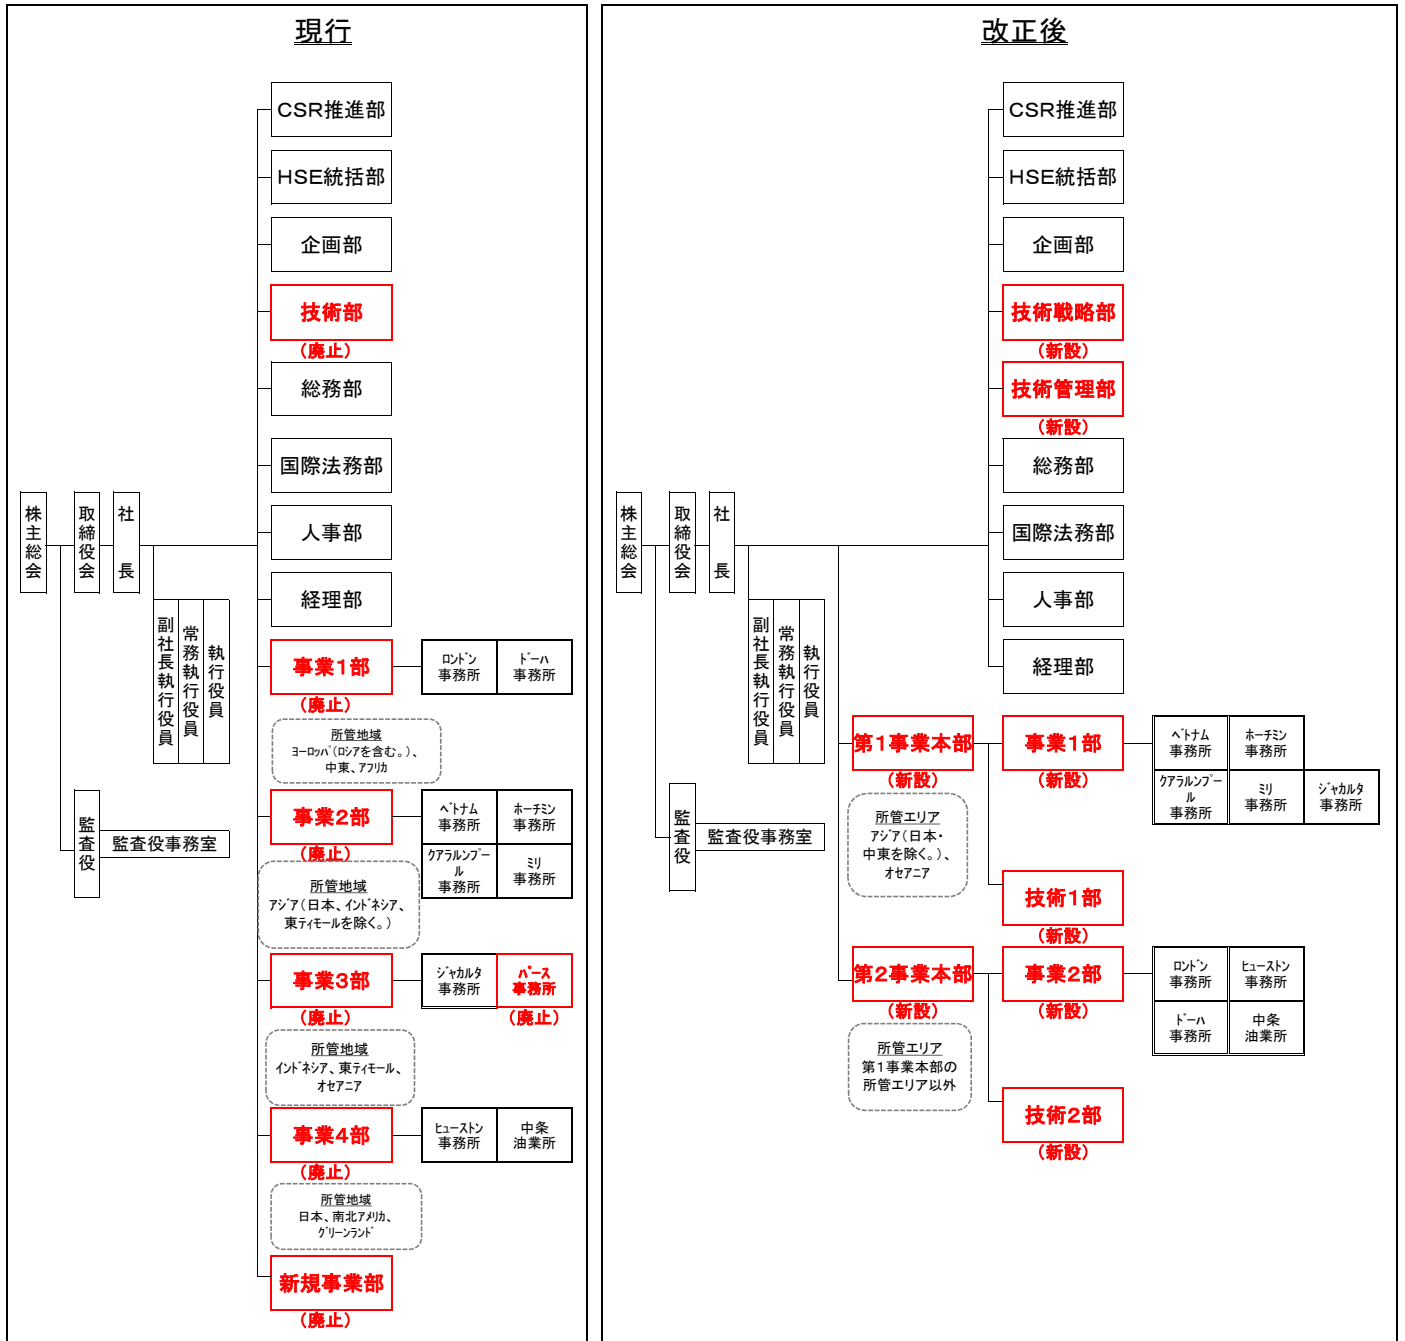 現行
CSR推進部
HSE統括部
企画部
技術部
(廃止)
総務部
国際法務部
人事部
経理部
株主総会
取締役会
社長
副社長執行役員
常務執行役員
執行役員
監査役
監査役事務室
事業1部
(廃止)
ﾛﾝﾄﾞﾝ
事務所
ﾄﾞｰﾊ
事務所
所管地域
ﾖｰﾛｯﾊﾟ(ﾛｼｱを含む。)、
中東、ｱﾌﾘｶ
事業2部
(廃止)
ﾍﾞﾄﾅﾑ
事務所
ﾎｰﾁﾐﾝ
事務所
ｸｱﾗﾙﾝﾌﾟｰ
ﾙ
事務所
ﾐﾘ
事務所
所管地域
ｱｼﾞｱ(日本、ｲﾝﾄﾞﾈｼｱ、
東ﾃｨﾓｰﾙを除く。)
事業3部
(廃止)
ｼﾞｬｶﾙﾀ
事務所
ﾊﾟｰｽ
事務所
(廃止)
所管地域
ｲﾝﾄﾞﾈｼｱ、東ﾃｨﾓｰﾙ、
ｵｾｱﾆｱ
事業4部
(廃止)
ﾋｭｰｽﾄﾝ
事務所
中条
油業所
所管地域
日本、南北ｱﾒﾘｶ、
ｸﾞﾘｰﾝﾗﾝﾄﾞ
新規事業部
(廃止)
改正後
CSR推進部
HSE統括部
企画部
技術戦略部
(新設)
技術管理部
(新設)
総務部
国際法務部
人事部
経理部
株主総会
取締役会
社長
副社長執行役員
常務執行役員
執行役員
監査役
監査役事務室
第1事業本部
(新設)
所管エリア
ｱｼﾞｱ(日本・
中東を除く。)、
ｵｾｱﾆｱ
事業1部
(新設)
ﾍﾞﾄﾅﾑ
事務所
ﾎｰﾁﾐﾝ
事務所
ｸｱﾗﾙﾝﾌﾟｰ
ﾙ
事務所
ﾐﾘ
事務所
ｼﾞｬｶﾙﾀ
事務所
技術1部
(新設)
第2事業本部
(新設)
所管エリア
第1事業本部の
所管エリア以外
事業2部
(新設)
ﾛﾝﾄﾞﾝ
事務所
ﾋｭｰｽﾄﾝ
事務所
ﾄﾞｰﾊ
事務所
中条
油業所
技術2部
(新設)